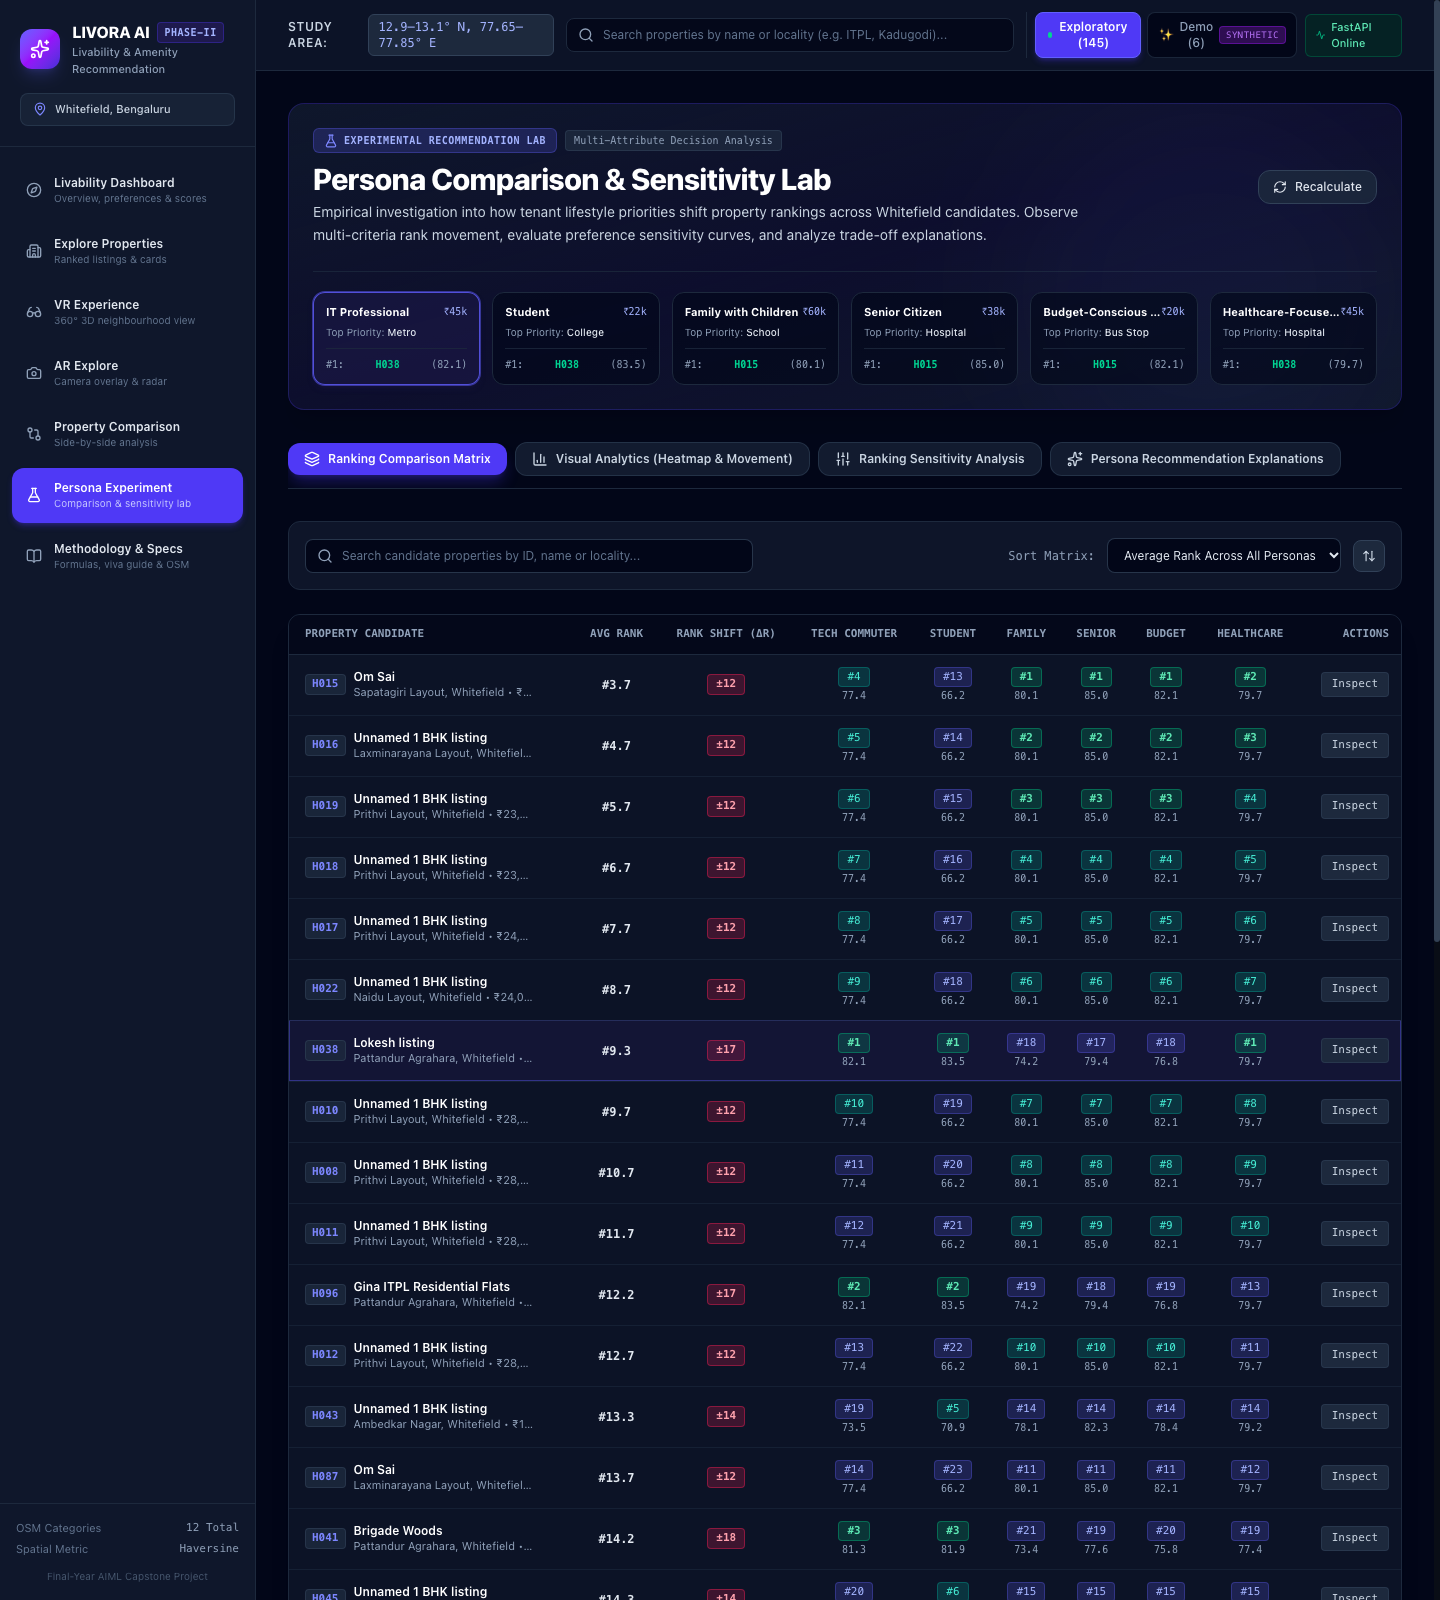 LIVORA AI PHASE-II
Livability & Amenity
Recommendation
Whitefield, Bengaluru
Livability Dashboard
Overview, preferences & scores
Explore Properties
Ranked listings & cards
VR Experience
360° 3D neighbourhood view
AR Explore
Camera overlay & radar
Property Comparison
Side-by-side analysis
Persona Experiment
Comparison & sensitivity lab
Methodology & Specs
Formulas, viva guide & OSM
OSM Categories 12 Total
Spatial Metric Haversine
Final-Year AIML Capstone Project
STUDY
AREA:
12.9–13.1° N, 77.65–
77.85° E
Search properties by name or locality (e.g. ITPL, Kadugodi)...
Exploratory
(145)
✨ Demo
(6)
SYNTHETIC
FastAPI
Online
EXPERIMENTAL RECOMMENDATION LAB Multi-Attribute Decision Analysis
Persona Comparison & Sensitivity Lab
Recalculate
Empirical investigation into how tenant lifestyle priorities shift property rankings across Whitefield candidates. Observe
multi-criteria rank movement, evaluate preference sensitivity curves, and analyze trade-off explanations.
IT Professional ₹45k
Top Priority: Metro
#1: H038 (82.1)
Student ₹22k
Top Priority: College
#1: H038 (83.5)
Family with Children ₹60k
Top Priority: School
#1: H015 (80.1)
Senior Citizen ₹38k
Top Priority: Hospital
#1: H015 (85.0)
Budget-Conscious ... ₹20k
Top Priority: Bus Stop
#1: H015 (82.1)
Healthcare-Focuse... ₹45k
Top Priority: Hospital
#1: H038 (79.7)
Ranking Comparison Matrix
Visual Analytics (Heatmap & Movement)
Ranking Sensitivity Analysis
Persona Recommendation Explanations
Search candidate properties by ID, name or locality...
Sort Matrix: Average Rank Across All Personas
PROPERTY CANDIDATE AVG RANK RANK SHIFT (ΔR) TECH COMMUTER STUDENT FAMILY SENIOR BUDGET HEALTHCARE ACTIONS
H015 Om Sai #3.7 ±12 #4 #13 #1 #1 #1 #2 Inspect
Sapatagiri Layout, Whitefield • ₹... 77.4 66.2 80.1 85.0 82.1 79.7
H016 Unnamed 1 BHK listing #4.7 ±12 #5 #14 #2 #2 #2 #3 Inspect
Laxminarayana Layout, Whitefiel... 77.4 66.2 80.1 85.0 82.1 79.7
H019 Unnamed 1 BHK listing #5.7 ±12 #6 #15 #3 #3 #3 #4 Inspect
Prithvi Layout, Whitefield • ₹23,... 77.4 66.2 80.1 85.0 82.1 79.7
H018 Unnamed 1 BHK listing #6.7 ±12 #7 #16 #4 #4 #4 #5 Inspect
Prithvi Layout, Whitefield • ₹23,... 77.4 66.2 80.1 85.0 82.1 79.7
H017 Unnamed 1 BHK listing #7.7 ±12 #8 #17 #5 #5 #5 #6 Inspect
Prithvi Layout, Whitefield • ₹24,... 77.4 66.2 80.1 85.0 82.1 79.7
H022 Unnamed 1 BHK listing #8.7 ±12 #9 #18 #6 #6 #6 #7 Inspect
Naidu Layout, Whitefield • ₹24,0... 77.4 66.2 80.1 85.0 82.1 79.7
H038 Lokesh listing #9.3 ±17 #1 #1 #18 #17 #18 #1 Inspect
Pattandur Agrahara, Whitefield •... 82.1 83.5 74.2 79.4 76.8 79.7
H010 Unnamed 1 BHK listing #9.7 ±12 #10 #19 #7 #7 #7 #8 Inspect
Prithvi Layout, Whitefield • ₹28,... 77.4 66.2 80.1 85.0 82.1 79.7
H008 Unnamed 1 BHK listing #10.7 ±12 #11 #20 #8 #8 #8 #9 Inspect
Prithvi Layout, Whitefield • ₹28,... 77.4 66.2 80.1 85.0 82.1 79.7
H011 Unnamed 1 BHK listing #11.7 ±12 #12 #21 #9 #9 #9 #10 Inspect
Prithvi Layout, Whitefield • ₹28,... 77.4 66.2 80.1 85.0 82.1 79.7
H096 Gina ITPL Residential Flats #12.2 ±17 #2 #2 #19 #18 #19 #13 Inspect
Pattandur Agrahara, Whitefield •... 82.1 83.5 74.2 79.4 76.8 79.7
H012 Unnamed 1 BHK listing #12.7 ±12 #13 #22 #10 #10 #10 #11 Inspect
Prithvi Layout, Whitefield • ₹28,... 77.4 66.2 80.1 85.0 82.1 79.7
H043 Unnamed 1 BHK listing #13.3 ±14 #19 #5 #14 #14 #14 #14 Inspect
Ambedkar Nagar, Whitefield • ₹1... 73.5 70.9 78.1 82.3 78.4 79.2
H087 Om Sai #13.7 ±12 #14 #23 #11 #11 #11 #12 Inspect
Laxminarayana Layout, Whitefiel... 77.4 66.2 80.1 85.0 82.1 79.7
H041 Brigade Woods #14.2 ±18 #3 #3 #21 #19 #20 #19 Inspect
Pattandur Agrahara, Whitefield •... 81.3 81.9 73.4 77.6 75.8 77.4
H045 Unnamed 1 BHK listing #14.3 ±14 #20 #6 #15 #15 #15 #15 Inspect